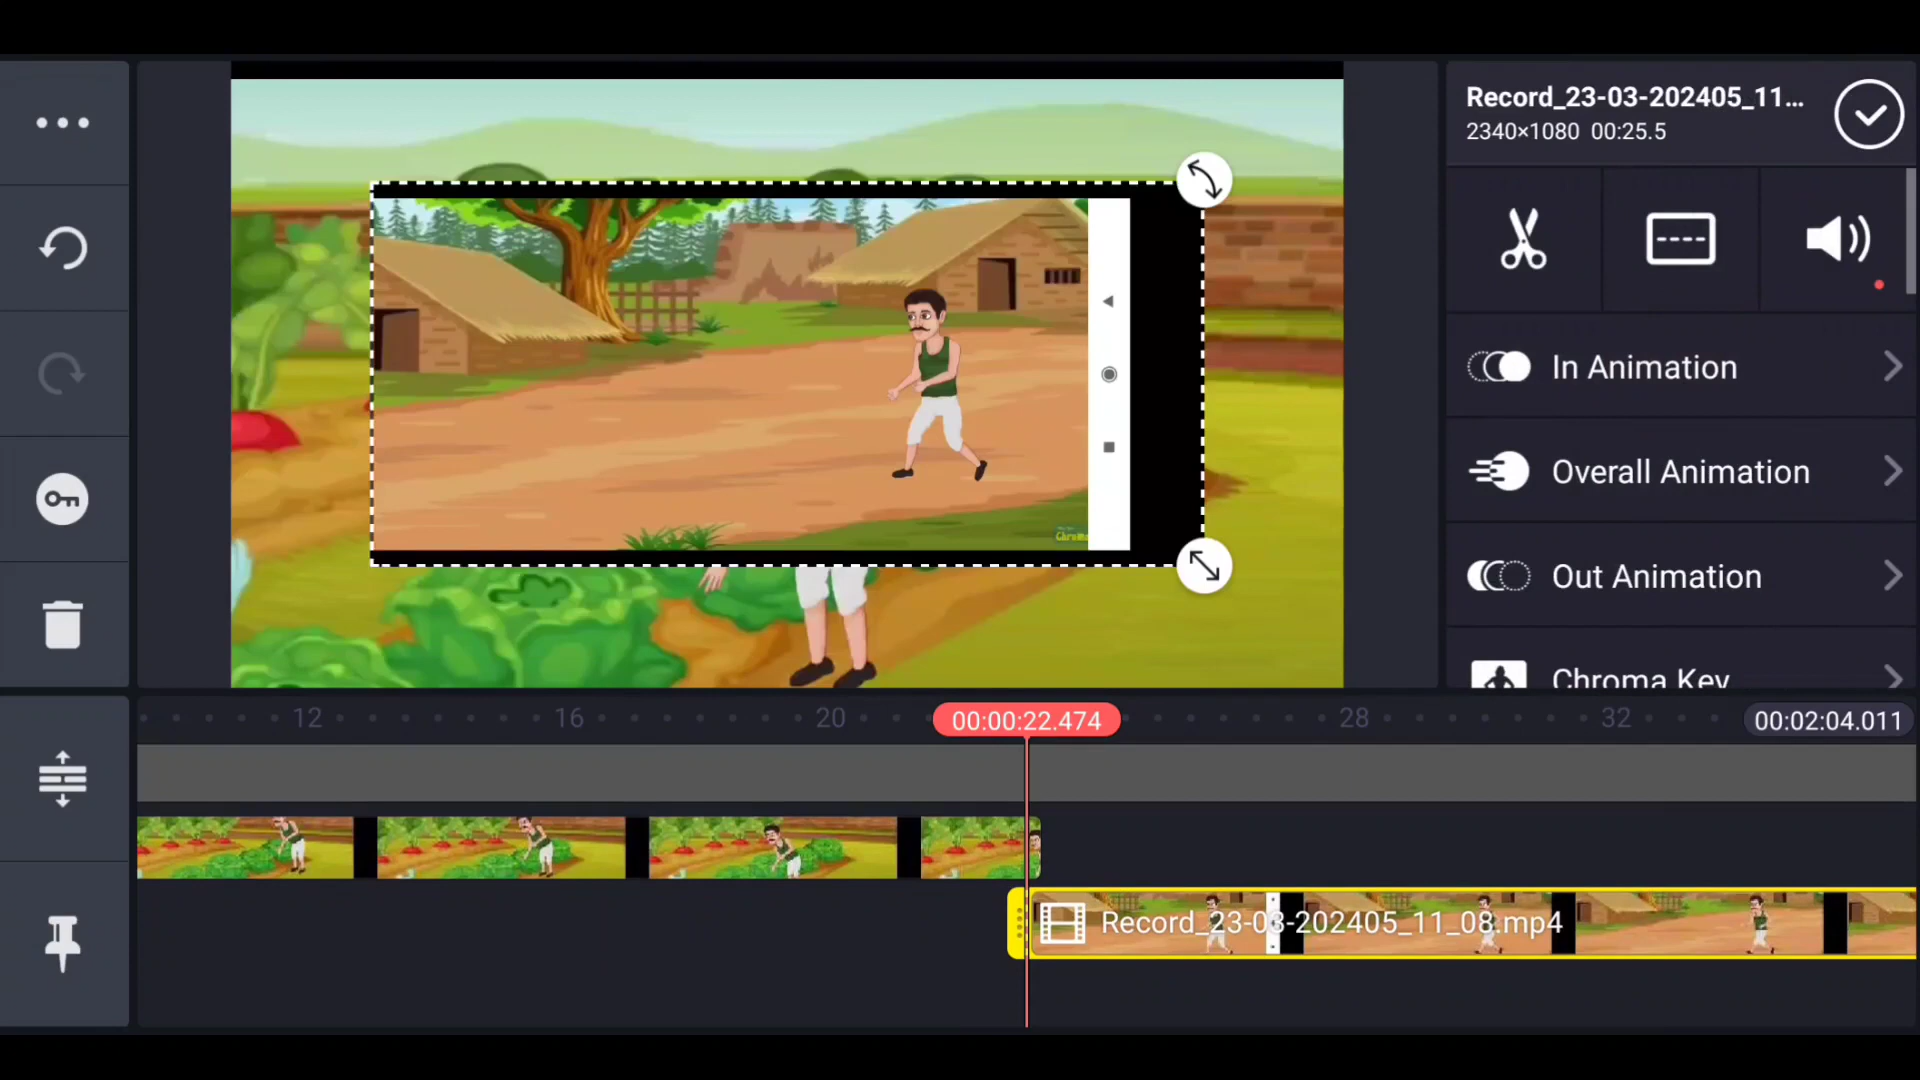 Record_23-03-202405_11...
2340×1080 00:25.5
In Animation
Overall Animation
Out Animation
Chroma Key
12
16
20
00:00:22.474
28
32
00:02:04.011
Record_23-03-202405_11_08.mp4
Chroma